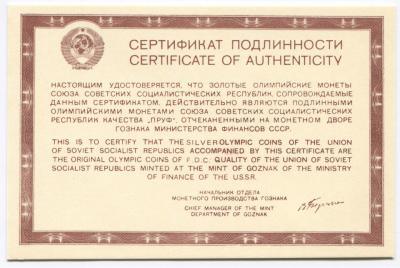 СЕРТИФИКАТ ПОДЛИННОСТИ
CERTIFICATE OF AUTHENTICITY
НАСТОЯЩИМ УДОСТОВЕРЯЕТСЯ, ЧТО ЗОЛОТЫЕ ОЛИМПИЙСКИЕ МОНЕТЫ
СОЮЗА СОВЕТСКИХ СОЦИАЛИСТИЧЕСКИХ РЕСПУБЛИК, СОПРОВОЖДАЕМЫЕ
ДАННЫМ СЕРТИФИКАТОМ, ДЕЙСТВИТЕЛЬНО ЯВЛЯЮТСЯ ПОДЛИННЫМИ
ОЛИМПИЙСКИМИ МОНЕТАМИ СОЮЗА СОВЕТСКИХ СОЦИАЛИСТИЧЕСКИХ
РЕСПУБЛИК КАЧЕСТВА „ПРУФ", ОТЧЕКАНЕННЫМИ НА МОНЕТНОМ ДВОРЕ
ГОЗНАКА МИНИСТЕРСТВА ФИНАНСОВ СССР.
THIS IS TO CERTIFY THAT THE SILVER OLYMPIC COINS OF THE UNION
OF SOVIET SOCIALIST REPUBLICS ACCOMPANIED BY THIS CERTIFICATE ARE
THE ORIGINAL OLYMPIC COINS OF F.D.C. QUALITY OF THE UNION OF SOVIET
SOCIALIST REPUBLICS MINTED AT THE MINT OF GOZNAK OF THE MINISTRY
OF FINANCE OF THE USSR.
НАЧАЛЬНИК ОТДЕЛА
МОНЕТНОГО ПРОИЗВОДСТВА ГОЗНАКА
CHIEF MANAGER OF THE MINT
DEPARTMENT OF GOZNAK